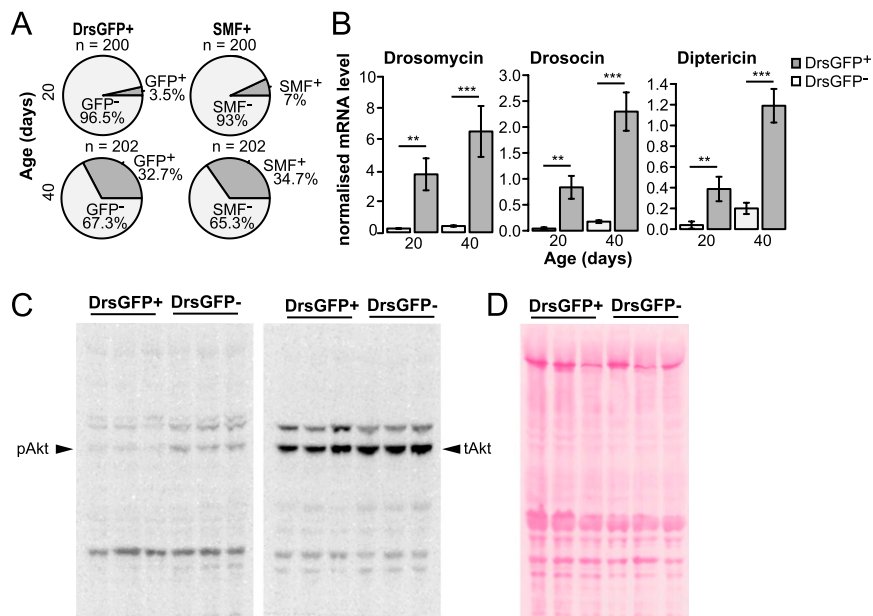 A
DrsGFP+
n = 200
SMF+
n = 200
GFP+
3.5%
GFP-
96.5%
SMF+
7%
SMF-
93%
20
n = 202
n = 202
GFP+
32.7%
GFP-
67.3%
SMF+
34.7%
SMF-
65.3%
40
Age (days)
B
Drosomycin
Drosocin
Diptericin
DrsGFP+
DrsGFP-
normalised mRNA level
10
8
6
4
2
0
**
***
20
40
3.0
2.5
2.0
1.5
1.0
0.5
0.0
**
***
20
40
1.4
1.2
1.0
0.8
0.6
0.4
0.2
0.0
**
***
20
40
Age (days)
C
DrsGFP+ DrsGFP-
DrsGFP+ DrsGFP-
pAkt
tAkt
D
DrsGFP+ DrsGFP-